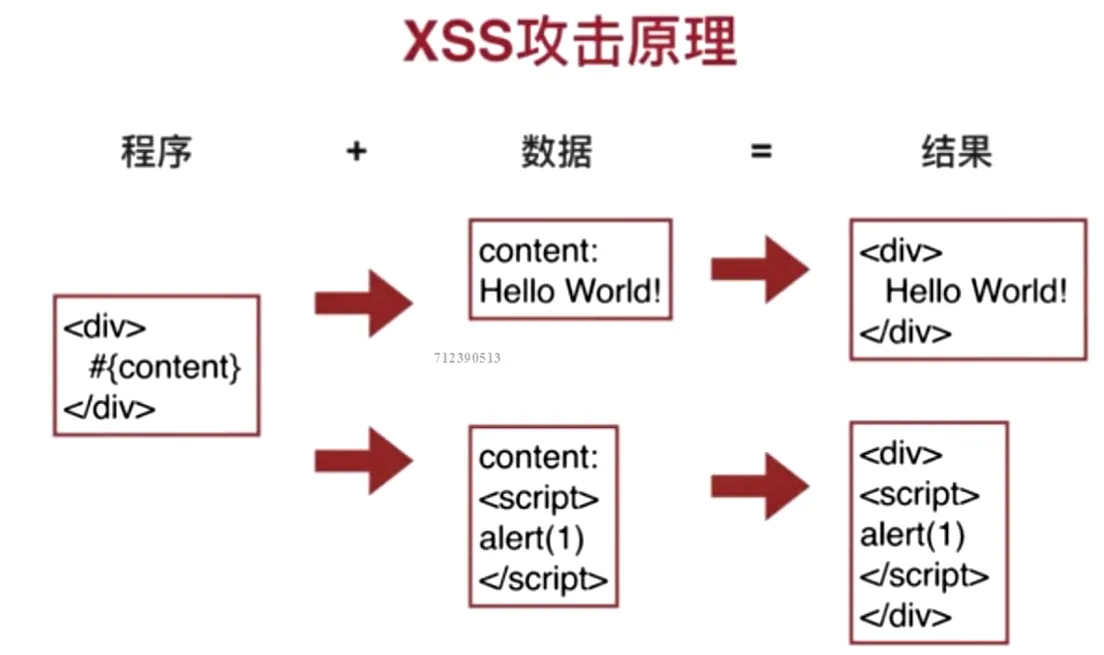 XSS攻击原理
程序 + 数据 = 结果
<div>
#{content}
</div>
content:
Hello World!
<div>
Hello World!
</div>
712390513
content:
<script>
alert(1)
</script>
<div>
<script>
alert(1)
</script>
</div>